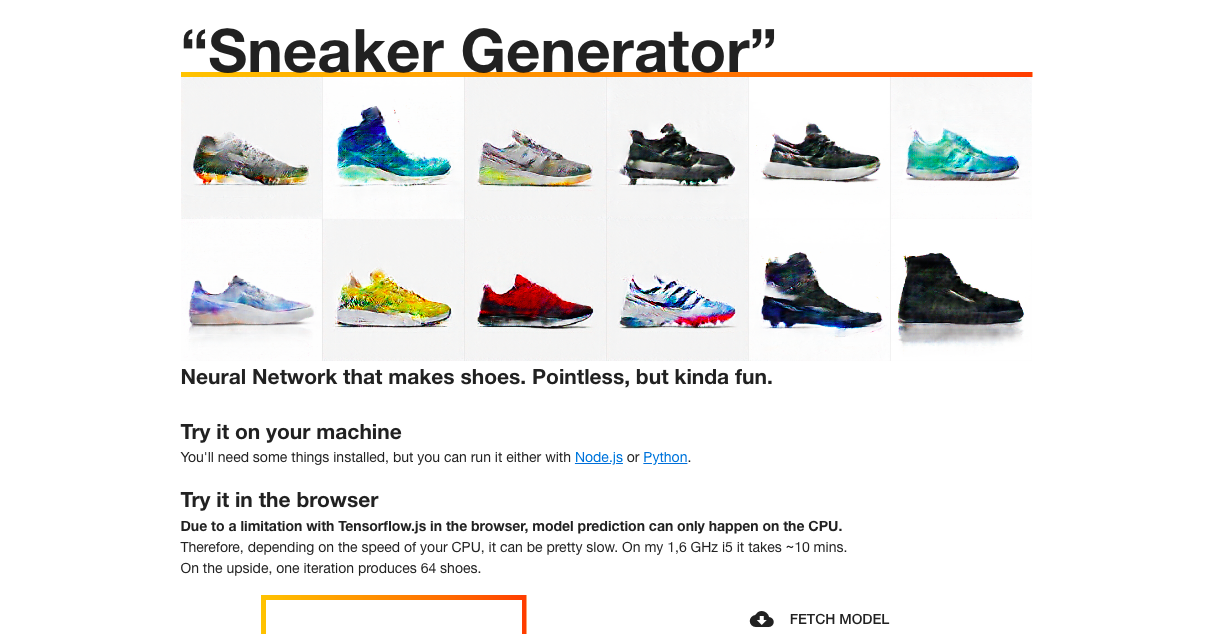 “Sneaker Generator”
Neural Network that makes shoes. Pointless, but kinda fun.
Try it on your machine
You'll need some things installed, but you can run it either with Node.js or Python.
Try it in the browser
Due to a limitation with Tensorflow.js in the browser, model prediction can only happen on the CPU.
Therefore, depending on the speed of your CPU, it can be pretty slow. On my 1,6 GHz i5 it takes ~10 mins.
On the upside, one iteration produces 64 shoes.
FETCH MODEL